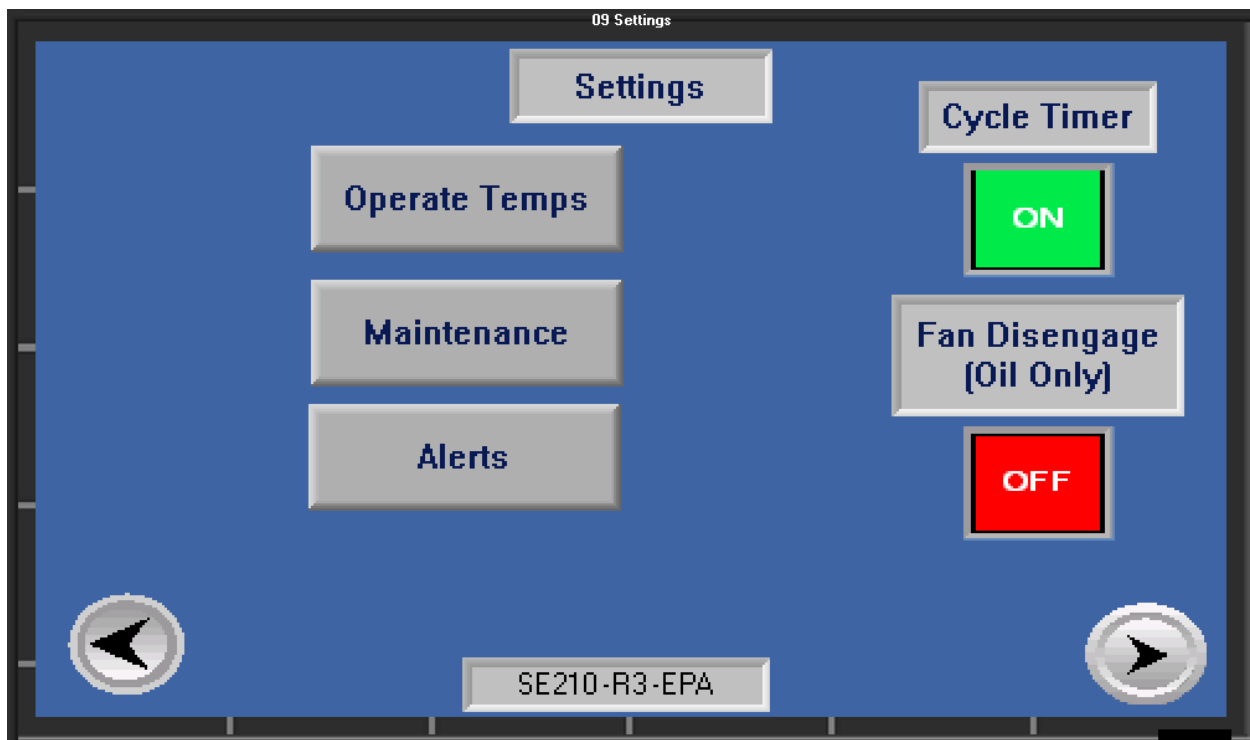 09 Settings
Settings
Cycle Timer
Operate Temps
ON
Maintenance
Fan Disengage
(Oil Only)
Alerts
OFF
SE210-R3-EPA